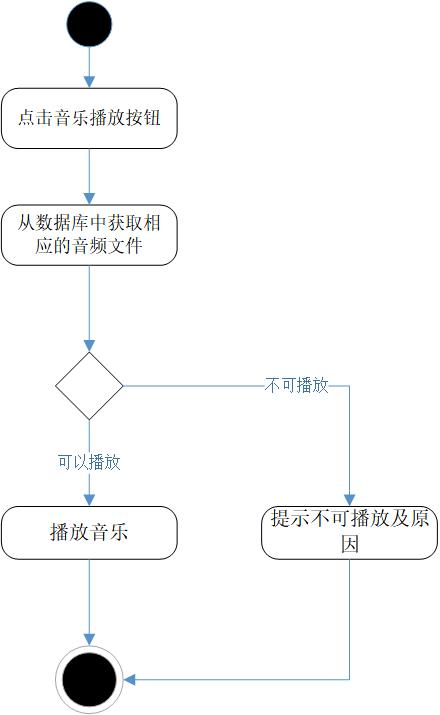 点击音乐播放按钮
从数据库中获取相
应的音频文件
不可播放
可以播放
播放音乐
提示不可播放及原
因